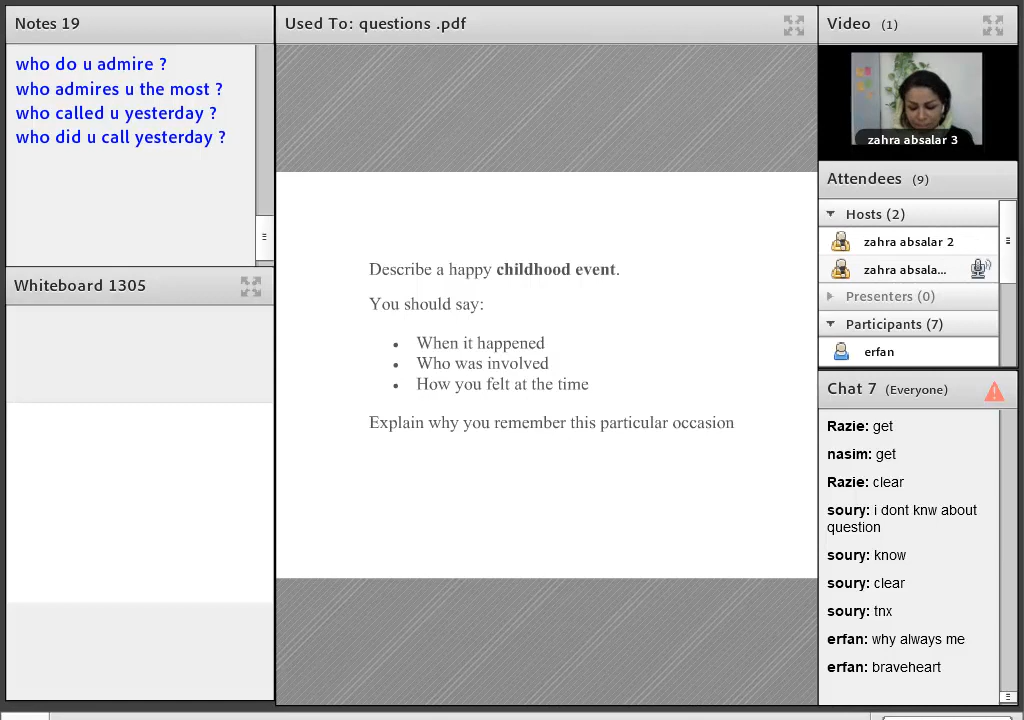 Notes 19
who do u admire ?
who admires u the most ?
who called u yesterday ?
who did u call yesterday ?
Whiteboard 1305
Used To: questions .pdf
Describe a happy childhood event.
You should say:
• When it happened
• Who was involved
• How you felt at the time
Explain why you remember this particular occasion
Video (1)
zahra absalar 3
Attendees (9)
Hosts (2)
zahra absalar 2
zahra absala...
Presenters (0)
Participants (7)
erfan
Chat 7 (Everyone)
Razie: get
nasim: get
Razie: clear
soury: i dont knw about
question
soury: know
soury: clear
soury: tnx
erfan: why always me
erfan: braveheart